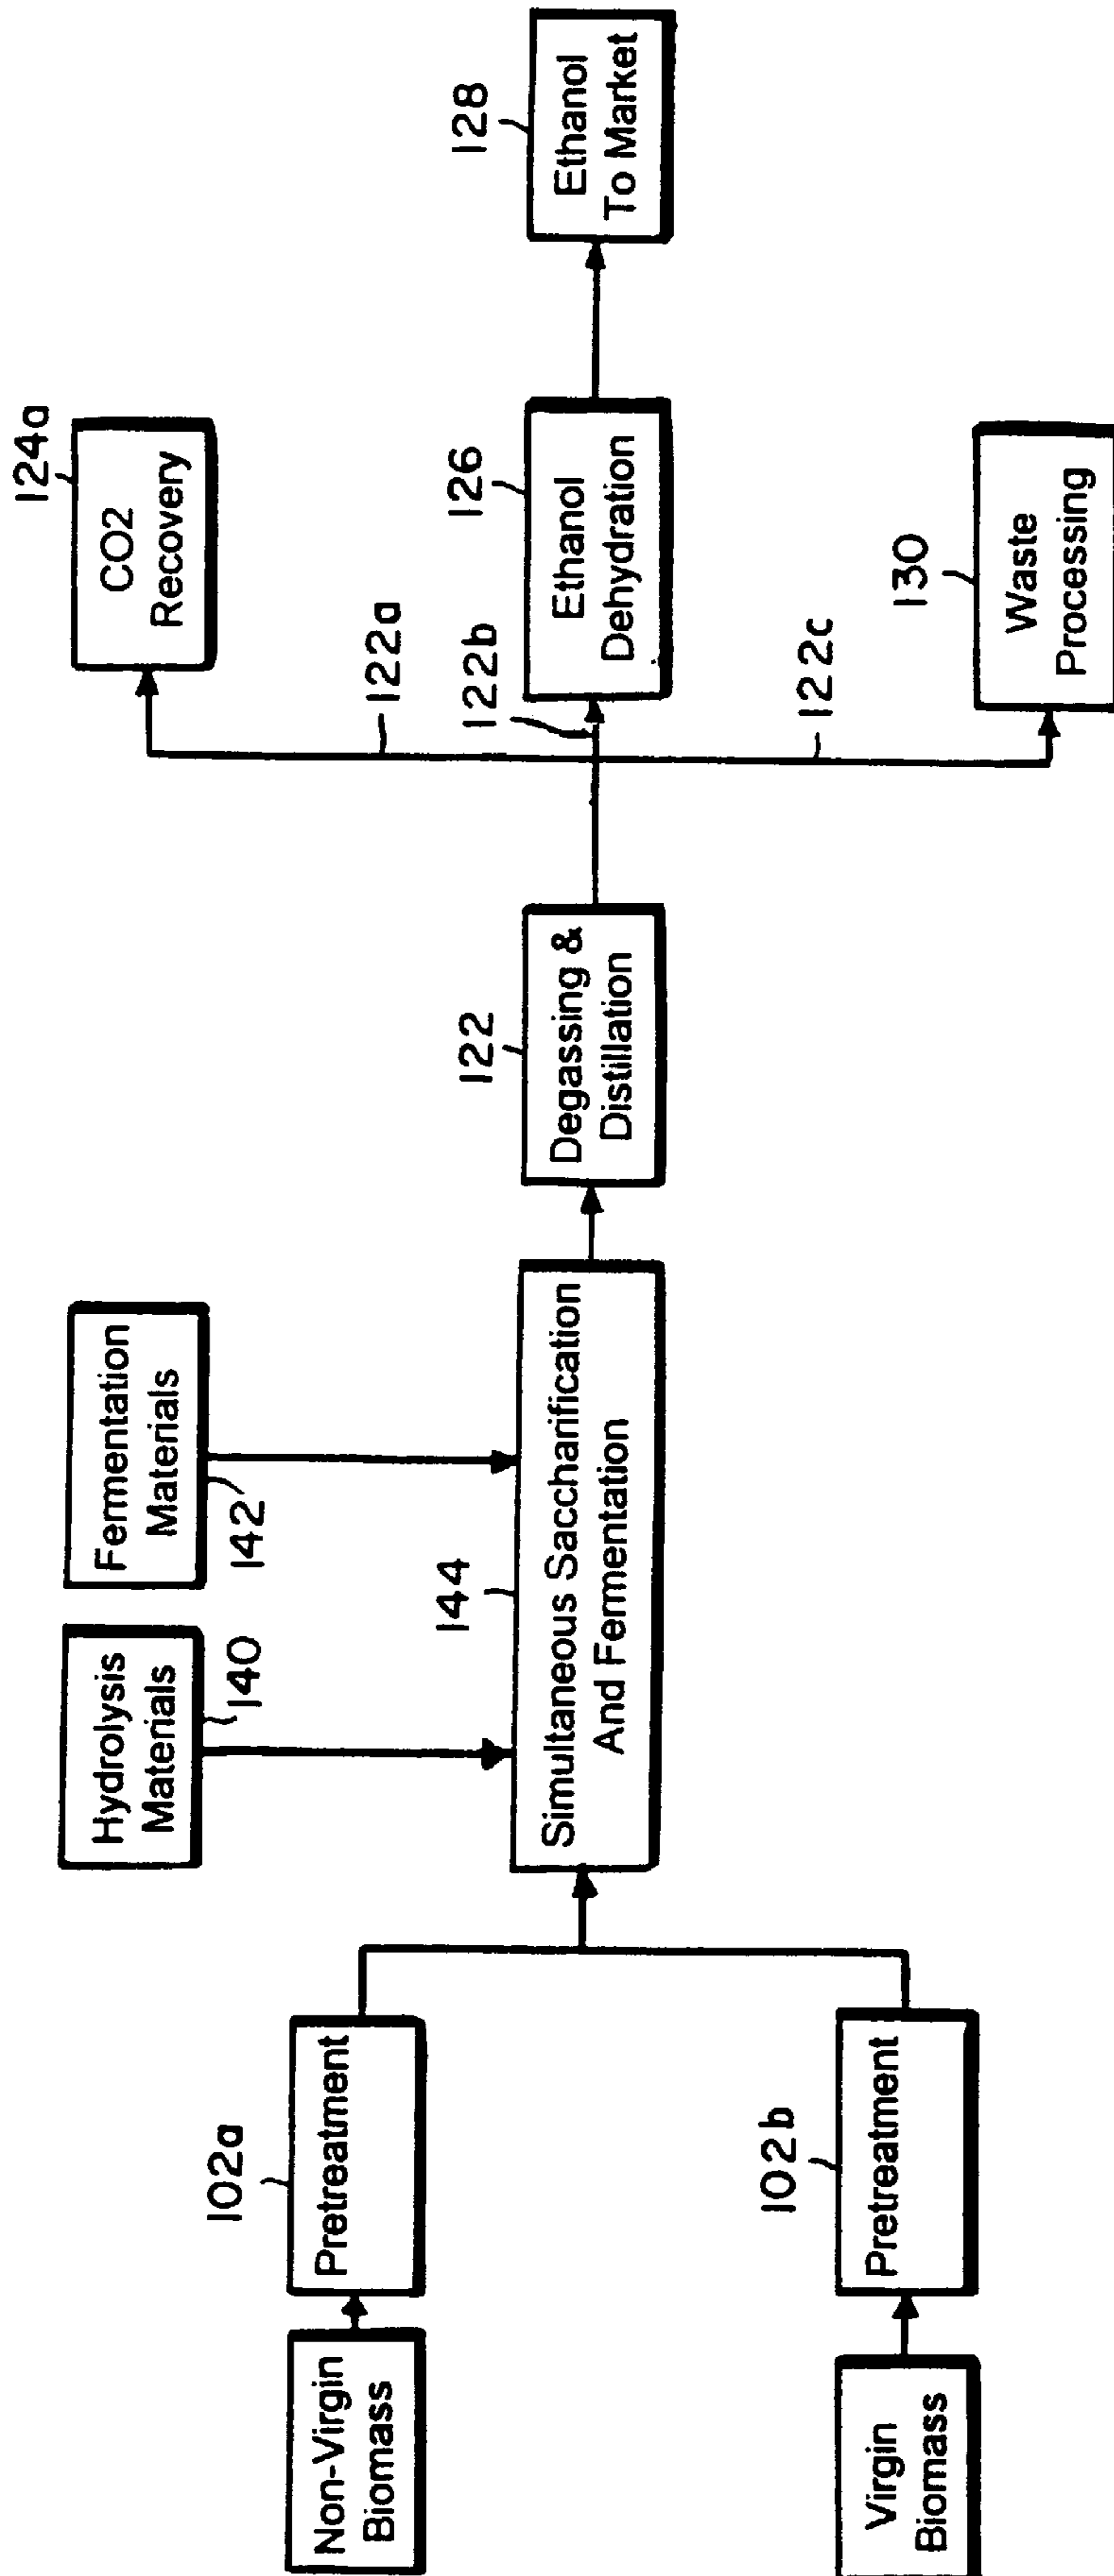 Non-Virgin
Biomass
102a
Pretreatment
Virgin
Biomass
102b
Pretreatment
Hydrolysis
Materials
140
Fermentation
Materials
142
144
Simultaneous Saccharification
And Fermentation
122
Degassing &
Distillation
124a
CO2
Recovery
122a
122b
122c
126
Ethanol
Dehydration
128
Ethanol
To Market
130
Waste
Processing